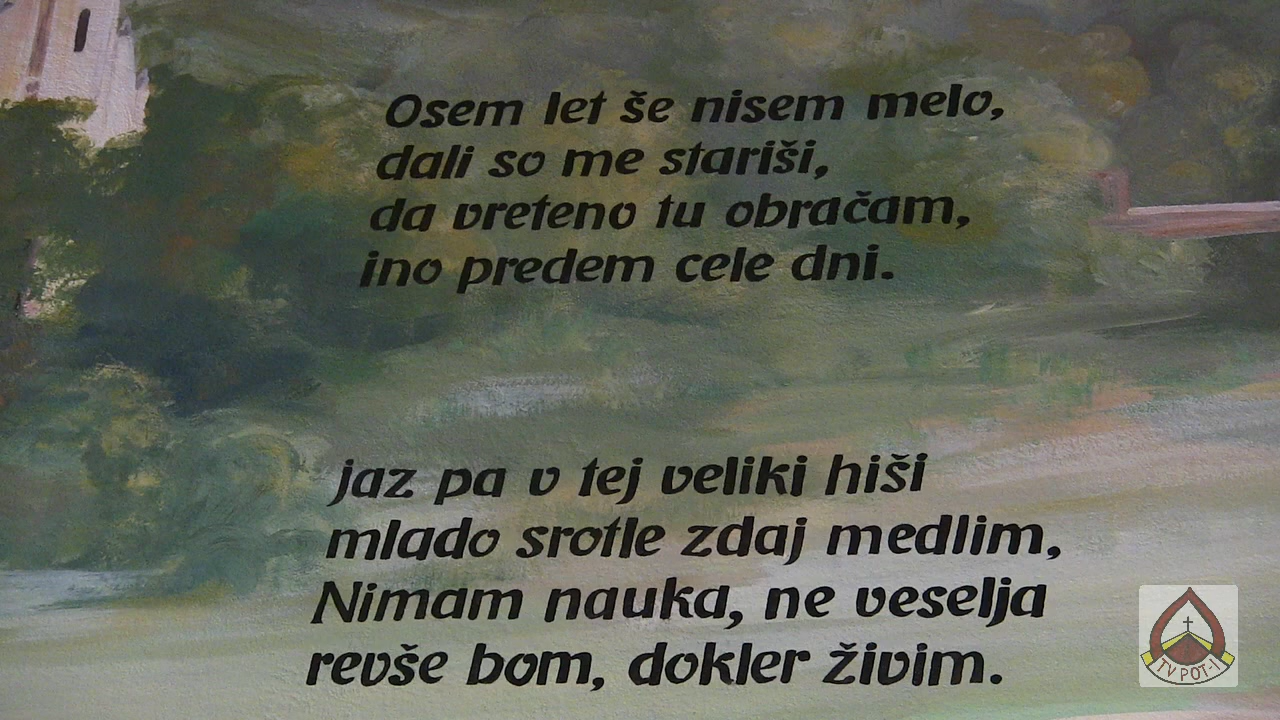 Osem let še nisem melo,
dali so me stariši,
da vreteno tu obračam,
ino predem cele dni.
jaz pa v tej veliki hiši
mlado srotle zdaj medlim,
Nimam nauka, ne veselja
revše bom, dokler živim.
TV POT-1